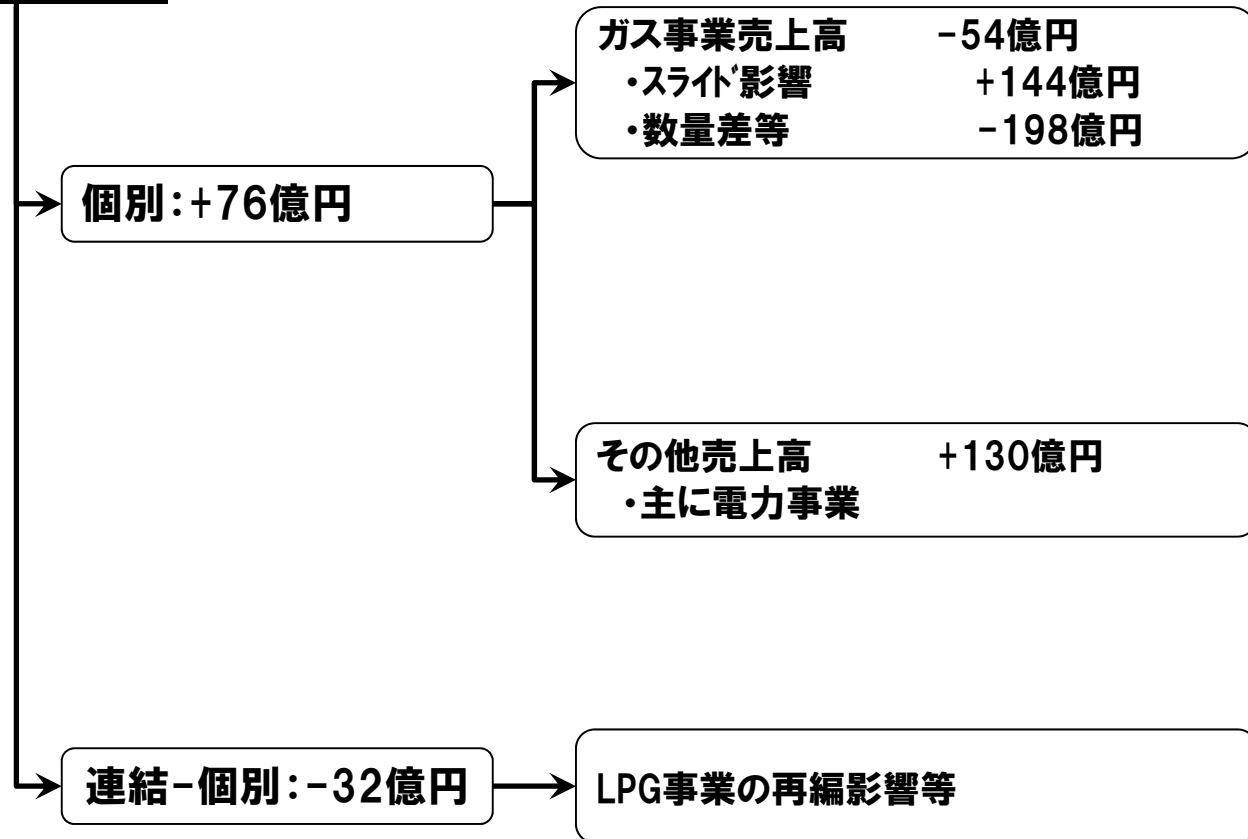 ガス事業売上高 -54億円
・スライド影響 +144億円
・数量差等 -198億円
個別:+76億円
その他売上高 +130億円
・主に電力事業
連結-個別:-32億円
LPG事業の再編影響等